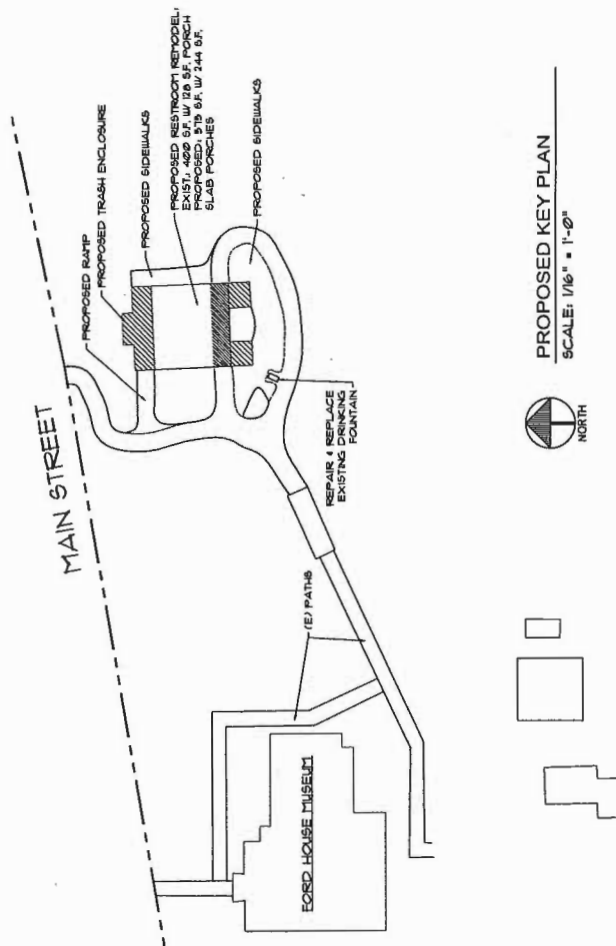 MAIN STREET
PROPOSED RAMP
PROPOSED TRASH ENCLOSURE
PROPOSED SIDEWALKS
PROPOSED RESTROOM REMODEL:
EXIST.: 400 S.F. W/ 128 S.F. PORCH
PROPOSED: 575 S.F. W/ 244 S.F.
SLAB PORCHES
PROPOSED SIDEWALKS
REPAIR & REPLACE
EXISTING DRINKING
FOUNTAIN
(E) PATHS
FORD HOUSE MUSEUM
NORTH
PROPOSED KEY PLAN
SCALE: 1/16" = 1'-0"